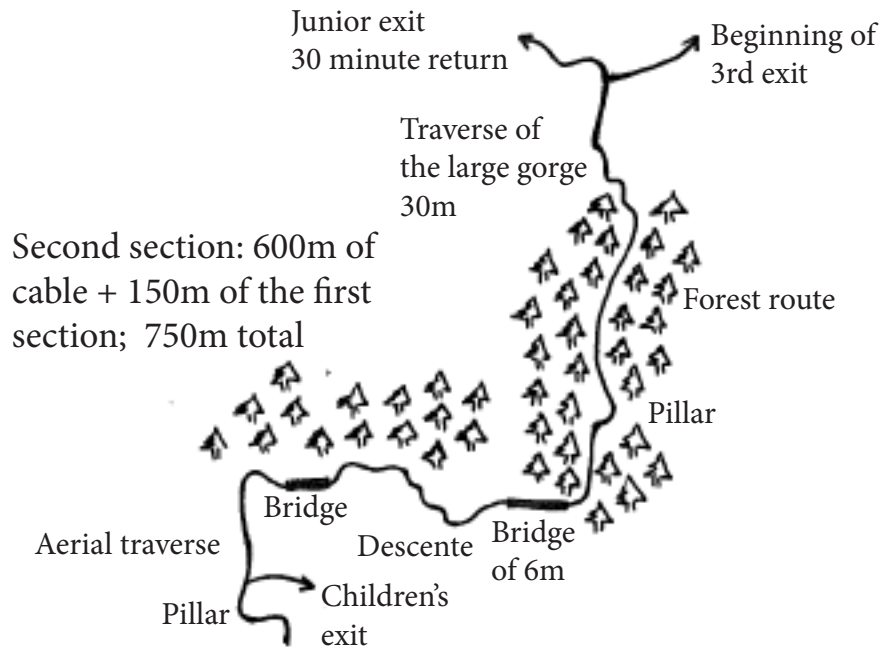 Junior exit
30 minute return
Beginning of
3rd exit
Traverse of
the large gorge
30m
Second section: 600m of
cable + 150m of the first
section; 750m total
Forest route
Pillar
Bridge
Descente
Bridge
of 6m
Aerial traverse
Children's
exit
Pillar